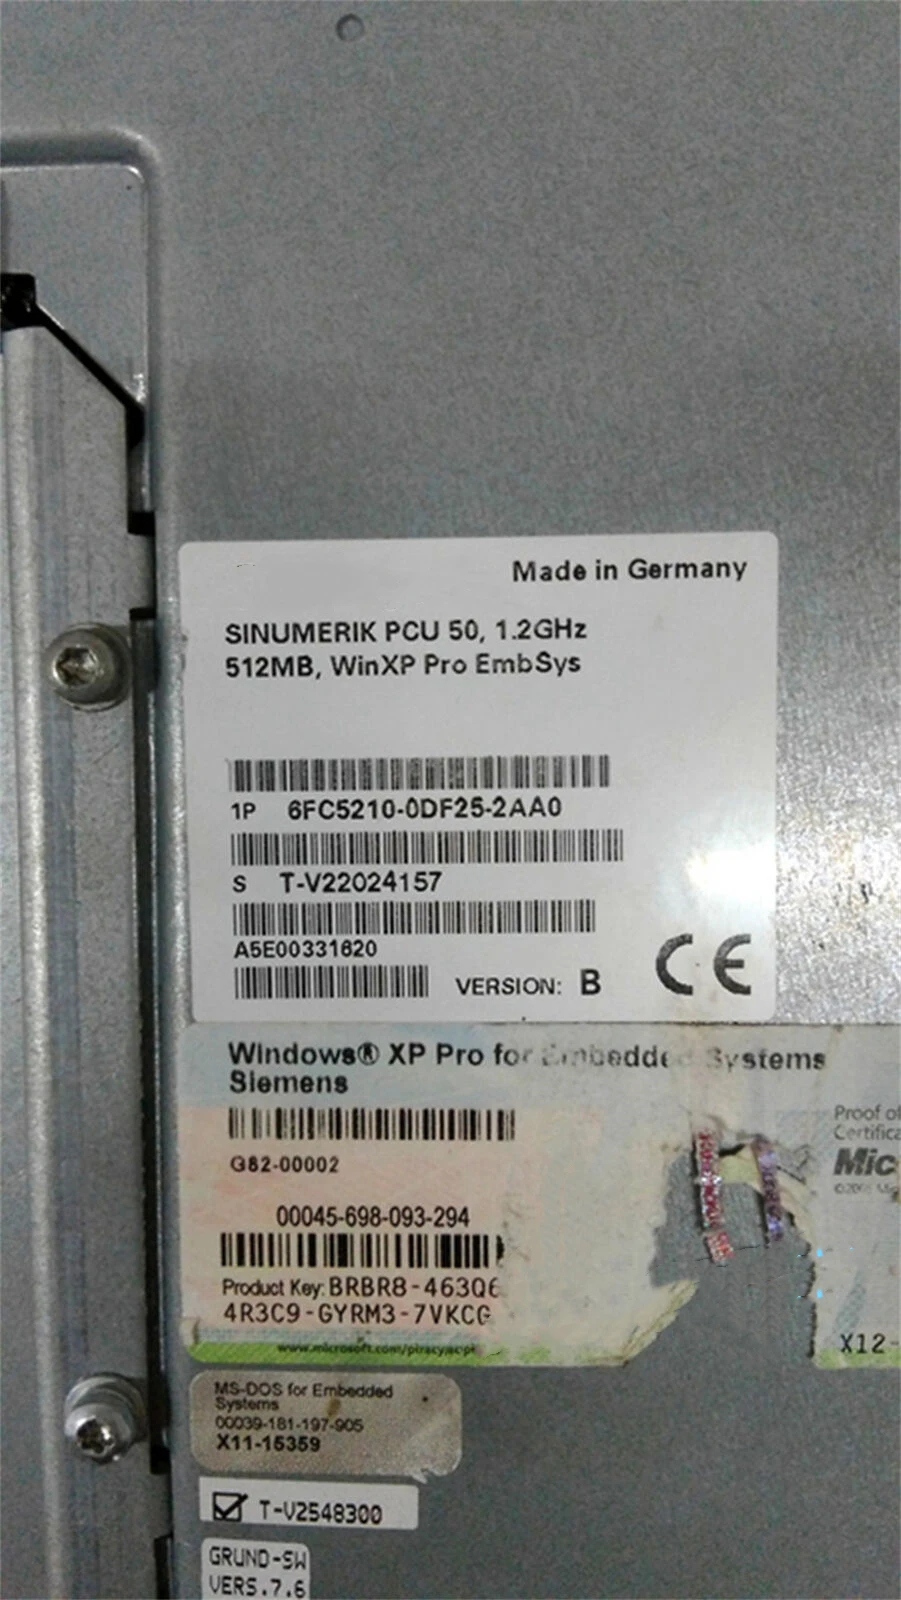 Made in Germany
SINUMERIK PCU 50, 1.2GHz
512MB, WinXP Pro EmbSys
1P 6FC5210-0DF25-2AA0
S T-V22024157
A5E00331620
VERSION: B
CE
Windows® XP Pro for Embedded Systems
Siemens
G82-00002
00045-698-093-294
Product Key: BRBR8-463Q6
4R3C9-GYRM3-7VKCG
Proof of
Certifica
Mic
X12-
MS-DOS for Embedded
Systems
00039-181-197-905
X11-15359
T-V2548300
GRUND-SW
VERS.7.6